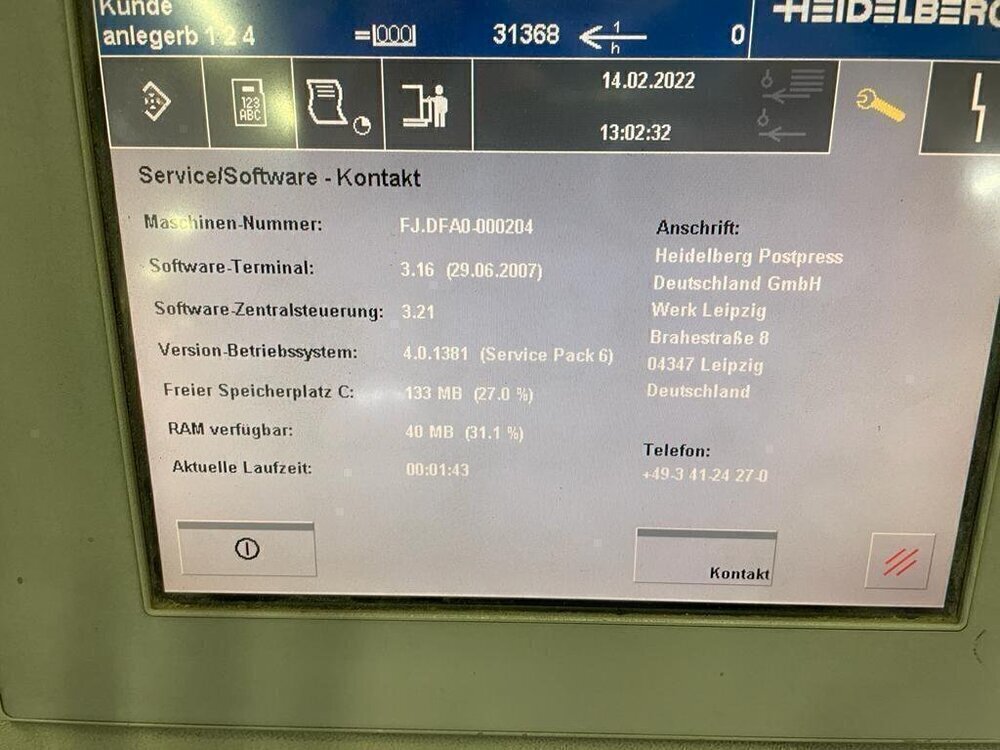 Kunde
anlegerb 1 2 4
=|000|
31368
1
h
0
HEIDELBERG
123
ABC
14.02.2022
13:02:32
Service/Software - Kontakt
Maschinen-Nummer: FJ.DFA0-000204
Software-Terminal: 3.16 (29.06.2007)
Software-Zentralsteuerung: 3.21
Version-Betriebssystem: 4.0.1381 (Service Pack 6)
Freier Speicherplatz C: 133 MB (27.0 %)
RAM verfügbar: 40 MB (31.1 %)
Aktuelle Laufzeit: 00:01:43
Anschrift:
Heidelberg Postpress
Deutschland GmbH
Werk Leipzig
Brahestraße 8
04347 Leipzig
Deutschland
Telefon:
+49-3 41-24 27-0
Kontakt